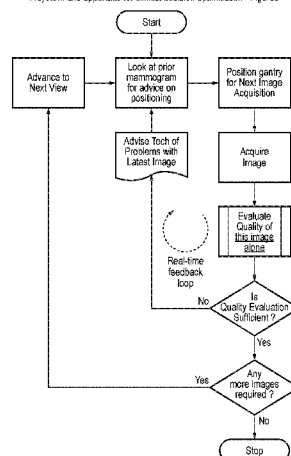 Start
Advance to
Next View
Look at prior
mammogram
for advice on
positioning
Position gantry
for Next Image
Acquisition
Advise Tech of
Problems with
Latest Image
Acquire
Image
Evaluate
Quality of
this image
alone
Real-time
feedback
loop
No
Is
Quality Evaluation
Sufficient ?
Yes
Yes
Any
more images
required ?
No
Stop